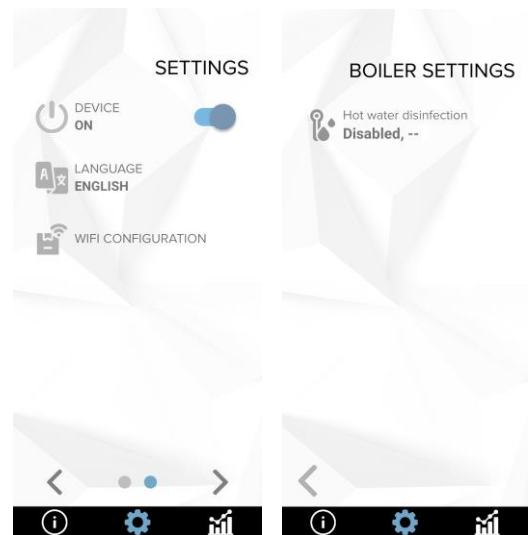 SETTINGS
DEVICE
ON
LANGUAGE
ENGLISH
WIFI CONFIGURATION
BOILER SETTINGS
Hot water disinfection
Disabled, --